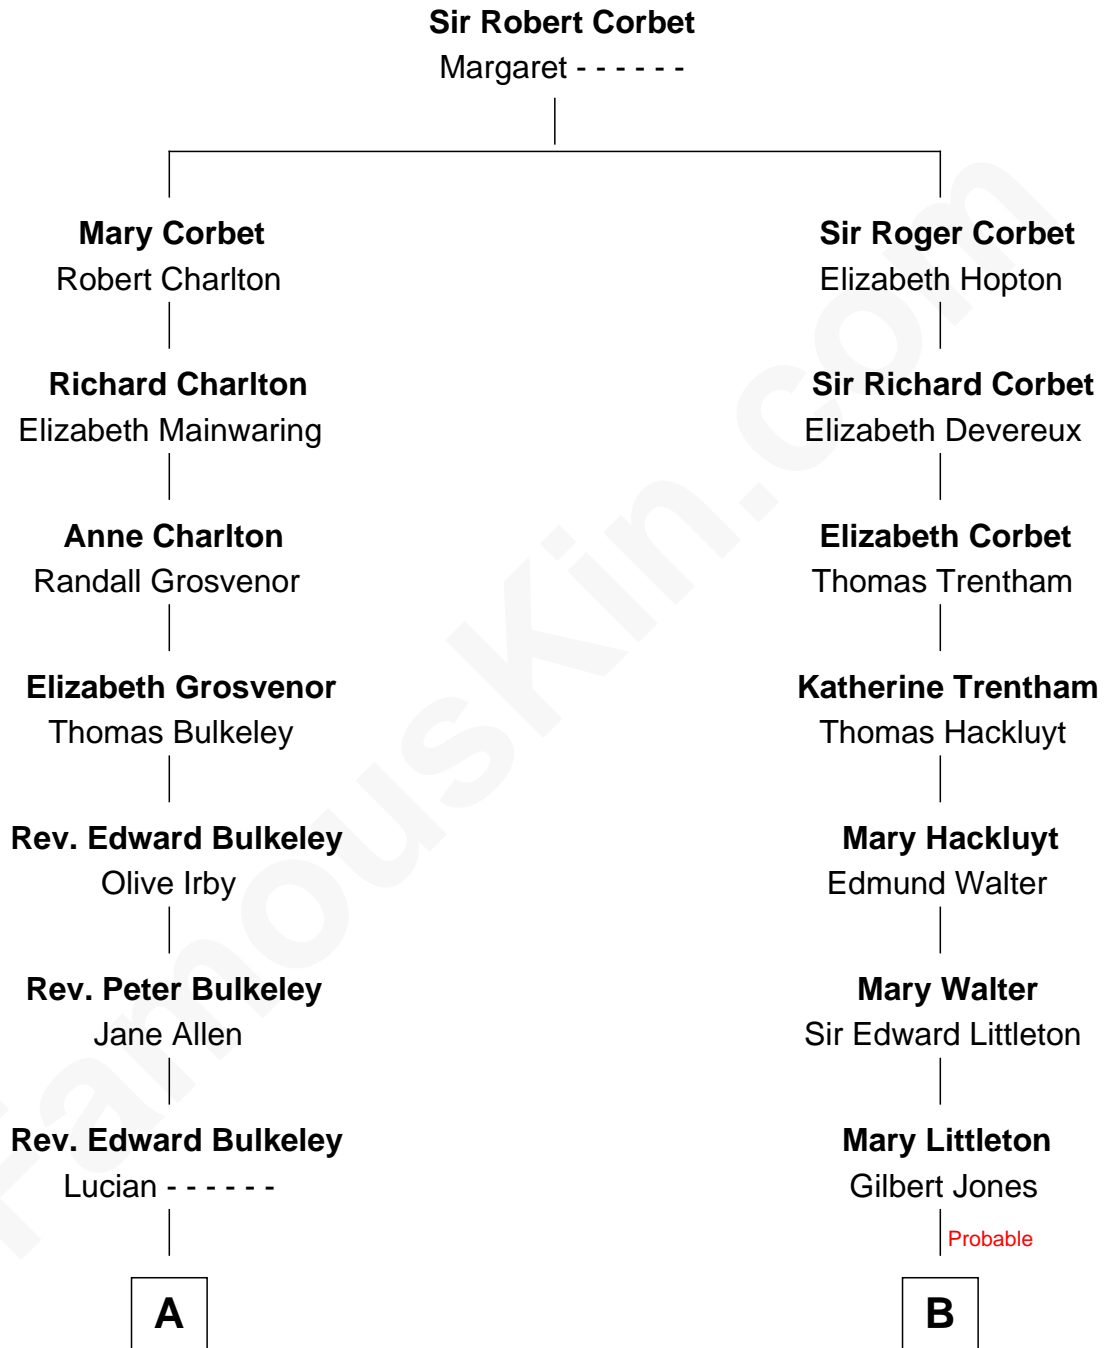 Sir Robert Corbet
Margaret - - - - - -
Mary Corbet
Robert Charlton
Sir Roger Corbet
Elizabeth Hopton
Richard Charlton
Elizabeth Mainwaring
Sir Richard Corbet
Elizabeth Devereux
Anne Charlton
Randall Grosvenor
Elizabeth Corbet
Thomas Trentham
Elizabeth Grosvenor
Thomas Bulkeley
Katherine Trentham
Thomas Hackluyt
Rev. Edward Bulkeley
Olive Irby
Mary Hackluyt
Edmund Walter
Rev. Peter Bulkeley
Jane Allen
Mary Walter
Sir Edward Littleton
Rev. Edward Bulkeley
Lucian - - - - - -
Mary Littleton
Gilbert Jones
Probable
A
B
FamousKin.com